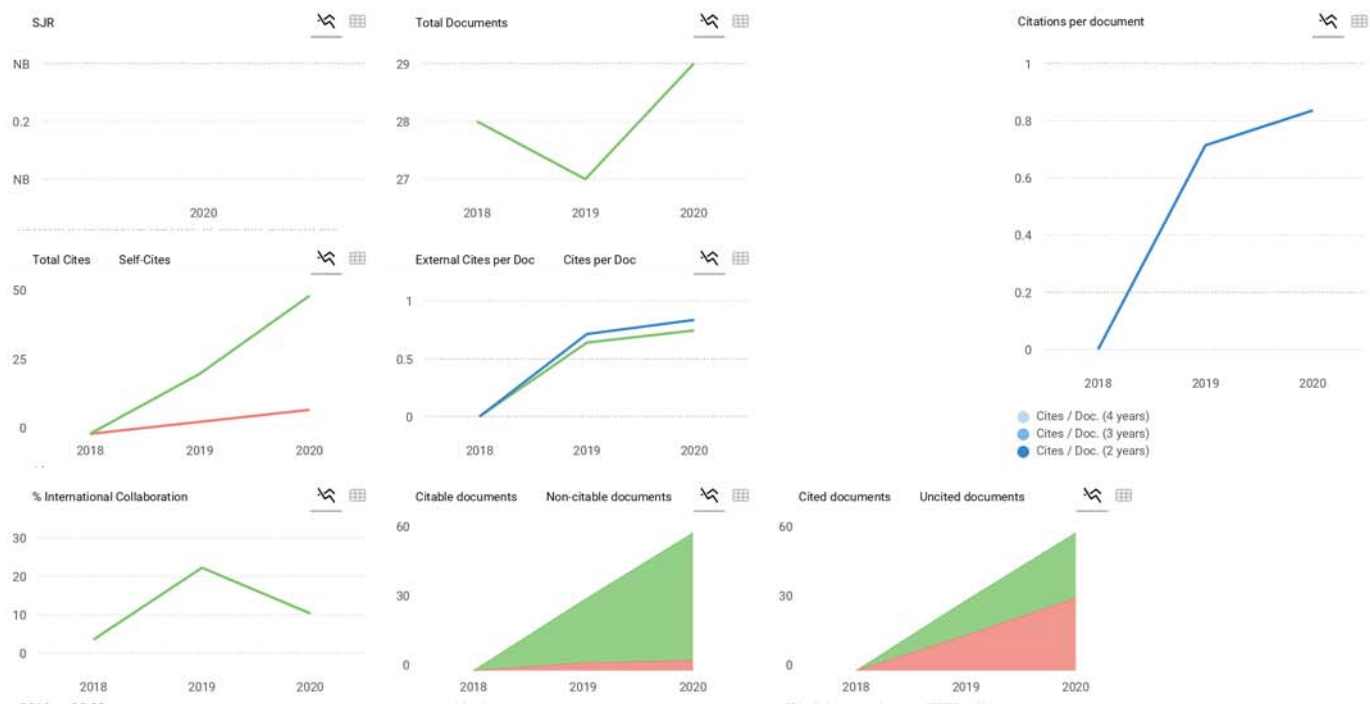 SJR
NB
0.2
NB
2020
Total Documents
29
28
27
2018 2019 2020
Citations per document
1
0.8
0.6
0.4
0.2
0
2018 2019 2020
Cites / Doc. (4 years)
Cites / Doc. (3 years)
Cites / Doc. (2 years)
Total Cites Self-Cites
50
25
0
2018 2019 2020
External Cites per Doc Cites per Doc
1
0.5
0
2018 2019 2020
% International Collaboration
30
20
10
0
2018 2019 2020
Citable documents Non-citable documents
60
30
0
2018 2019 2020
Cited documents Uncited documents
60
30
0
2018 2019 2020